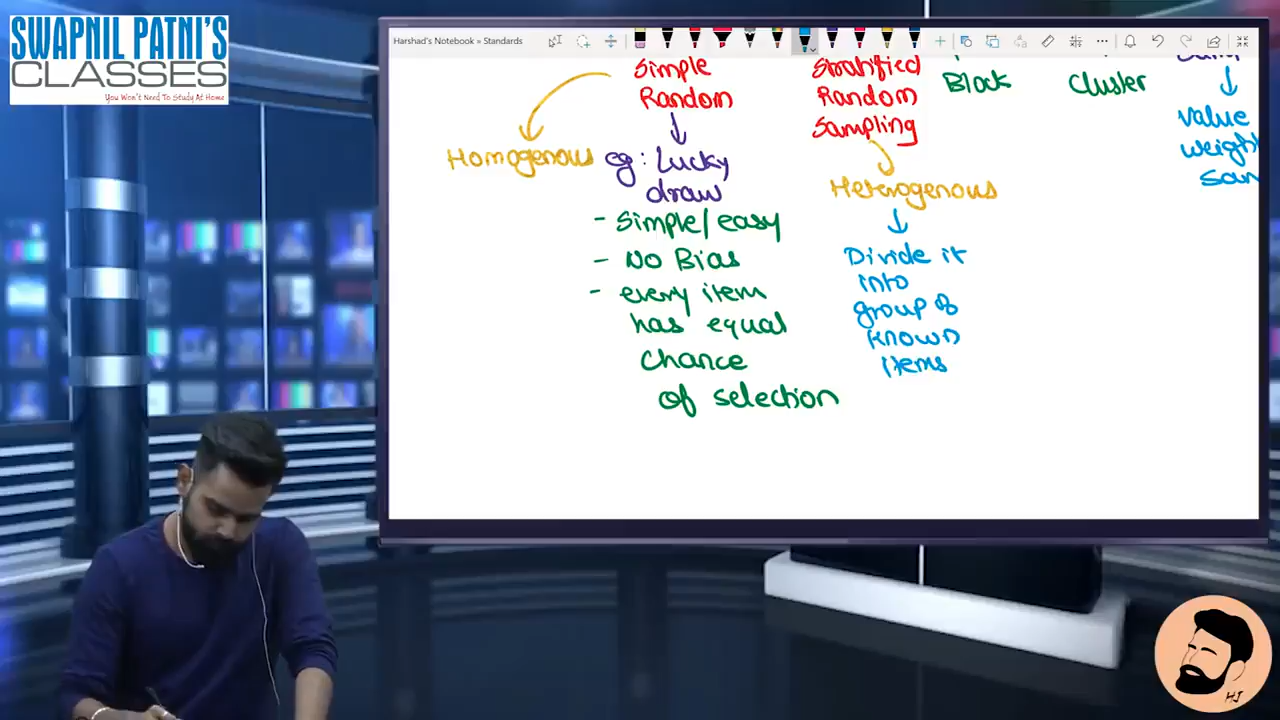 SWAPNIL PATNI'S
CLASSES
You Won't Need To Study At Home
Harshad's Notebook » Standards
Simple
Random
Homogenous
eg: Lucky
draw
- Simple/easy
- No Bias
- every item
has equal
chance
of selection
Stratified
Random
Sampling
Heterogenous
Divide it
into
group of
known
items
Block
Cluster
value
weight
San
HJ